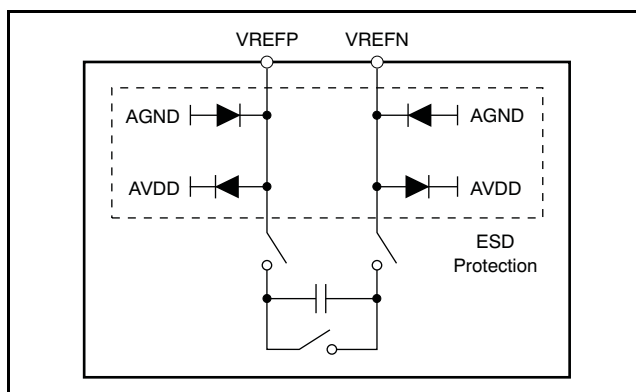 VREFP VREFN
AGND AGND
AVDD AVDD
ESD
Protection